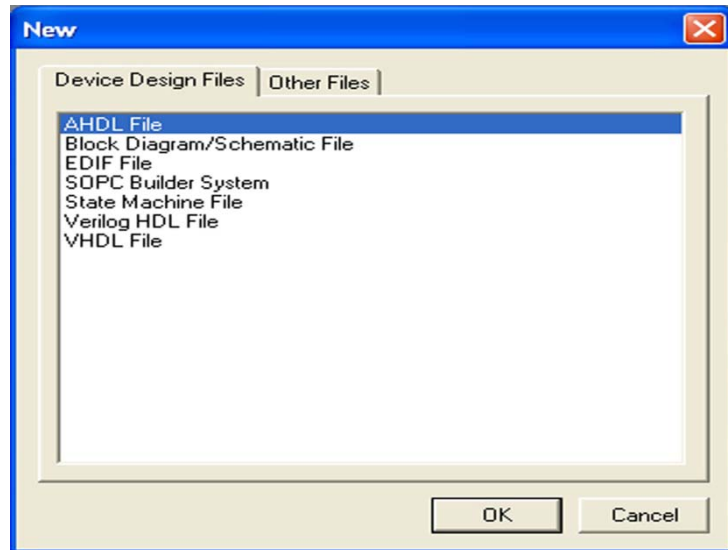 New
Device Design Files Other Files
AHDL File
Block Diagram/Schematic File
EDIF File
SOPC Builder System
State Machine File
Verilog HDL File
VHDL File
OK Cancel